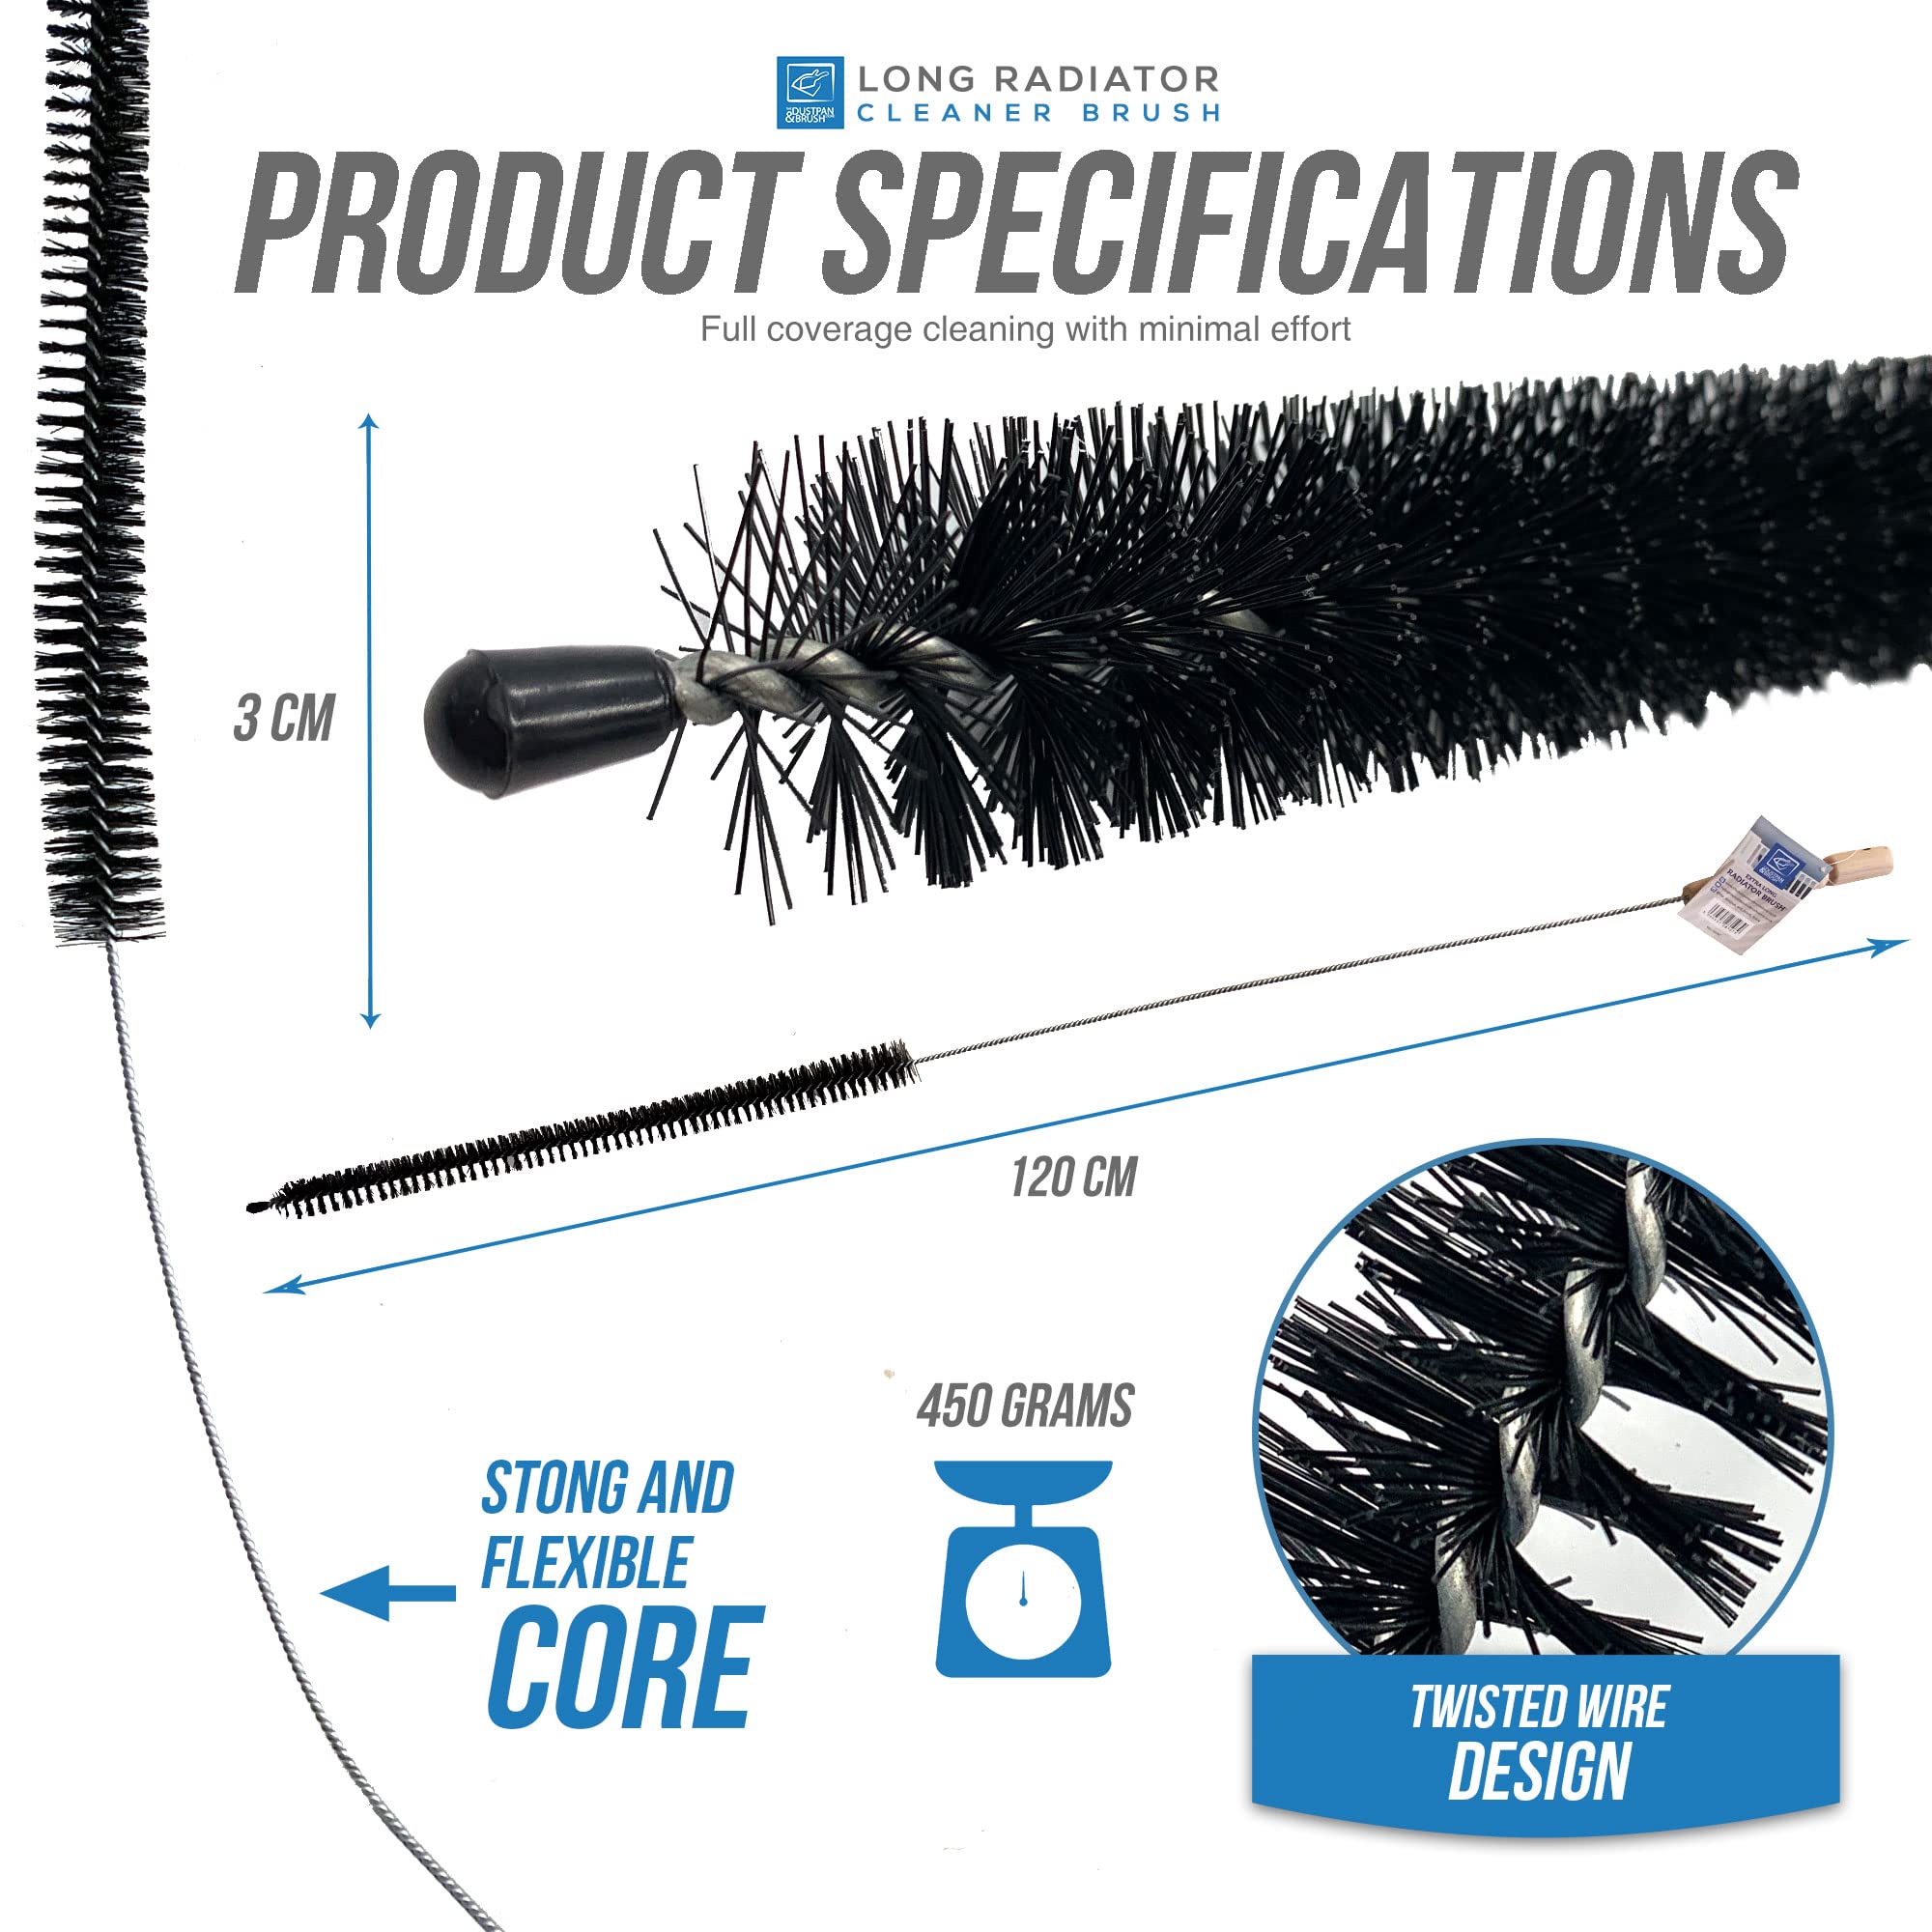 DUSTPAN
&BRUSH
LONG RADIATOR
CLEANER BRUSH
PRODUCT SPECIFICATIONS
Full coverage cleaning with minimal effort
3 CM
EXTRA LONG
RADIATOR BRUSH
120 CM
450 GRAMS
STONG AND
FLEXIBLE
CORE
TWISTED WIRE
DESIGN